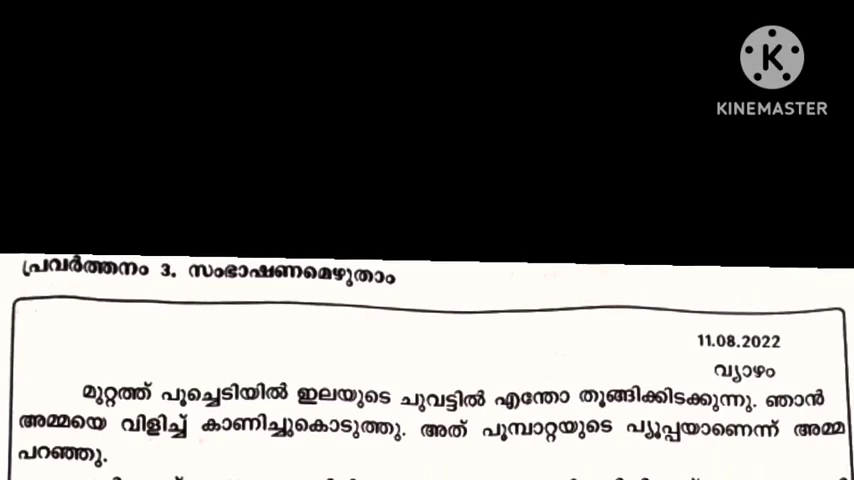 KINEMASTER
പ്രവർത്തനം 3. സംഭാഷണമെഴുതാം
11.08.2022
വ്യാഴം
മുറ്റത്ത് പൂച്ചെടിയിൽ ഇലയുടെ ചുവട്ടിൽ എന്തോ തൂങ്ങിക്കിടക്കുന്നു. ഞാൻ
അമ്മയെ വിളിച്ച് കാണിച്ചുകൊടുത്തു. അത് പൂമ്പാറ്റയുടെ പ്യൂപ്പയാണെന്ന് അമ്മ
പറഞ്ഞു.